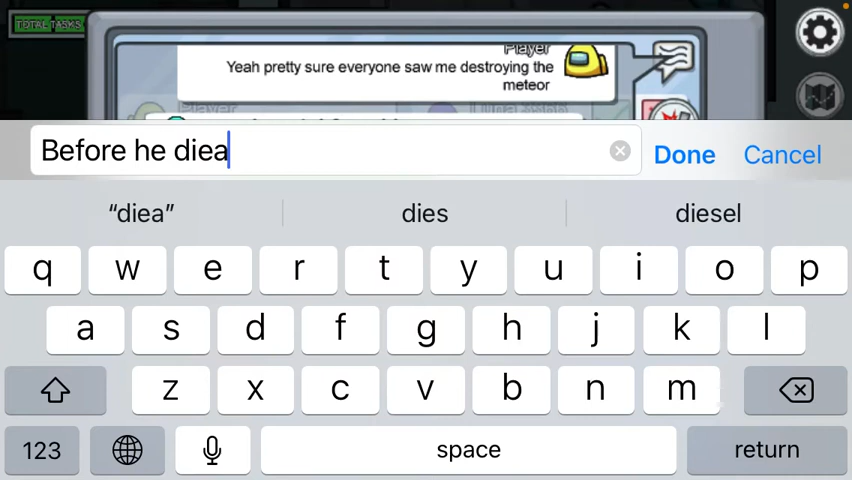 TOTAL TASKS
Player
Yeah pretty sure everyone saw me destroying the
meteor
Before he diea
Done
Cancel
“diea”
dies
diesel
q w e r t y u i o p
a s d f g h j k l
z x c v b n m
123
space
return